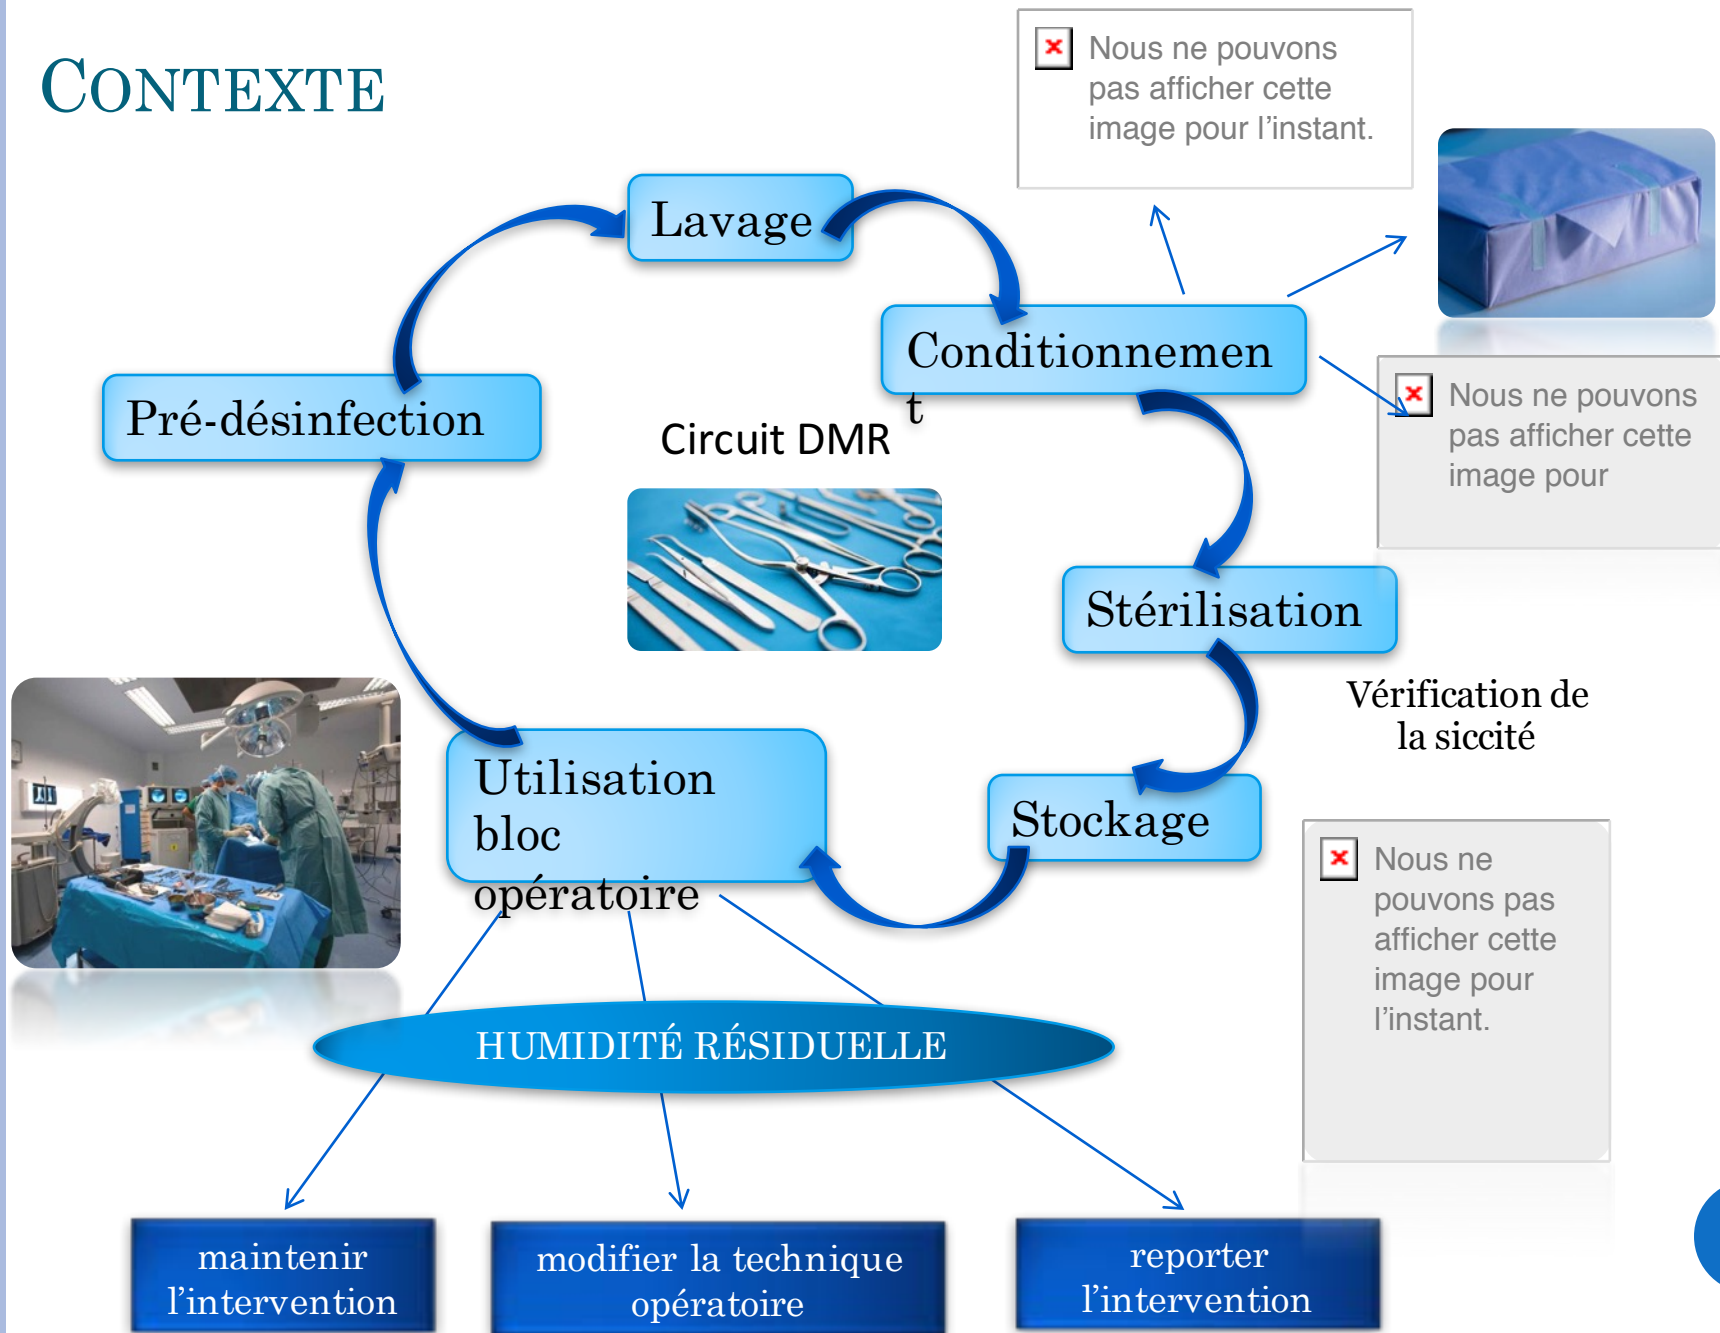 CONTEXTE
Nous ne pouvons
pas afficher cette
image pour l'instant.
Lavage
Conditionnemen
t
Nous ne pouvons
pas afficher cette
image pour
Pré-désinfection
Circuit DMR
Stérilisation
Vérification de
la siccité
Utilisation
bloc
opératoire
Stockage
Nous ne
pouvons pas
afficher cette
image pour
l'instant.
HUMIDITÉ RÉSIDUELLE
maintenir
l'intervention
modifier la technique
opératoire
reporter
l'intervention